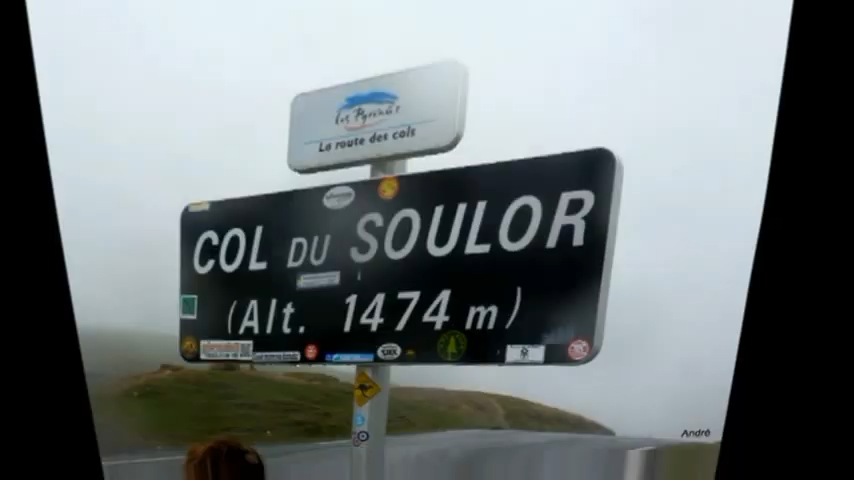 Les Pyrénées
La route des cols
COL DU SOULOR
(Alt. 1474 m)
André